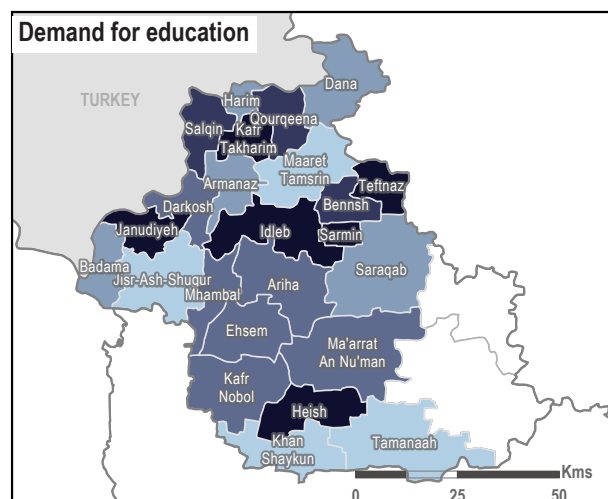 Demand for education
TURKEY
Dana
Harim
Qourqeena
Salqin
Kafr
Takharim
Maaret
Tamsrin
Teftnaz
Armanaz
Bennsh
Darkosh
Janudiyeh
Idleb
Sarmin
Badama
Jisr-Ash-Shuqur
Mhambal
Ariha
Saraqab
Ehsem
Ma'arrat
An Nu'man
Kafr
Nobol
Heish
Khan
Shaykun
Tamanaah
Kms
0 25 50